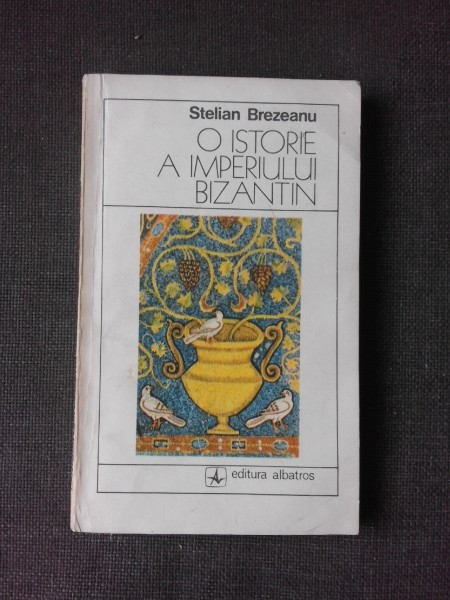 Stelian Brezeanu
O ISTORIE
A IMPERIULUI
BIZANTIN
editura albatros